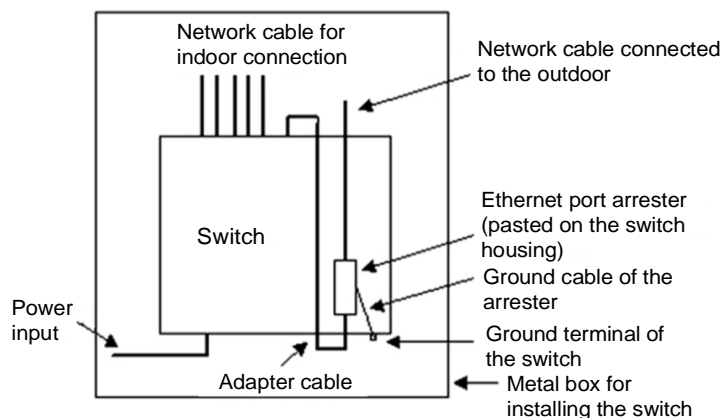 Network cable for
indoor connection
Network cable connected
to the outdoor
Ethernet port arrester
(pasted on the switch
housing)
Switch
Ground cable of the
arrester
Power
input
Ground terminal of
the switch
Adapter cable
Metal box for
installing the switch